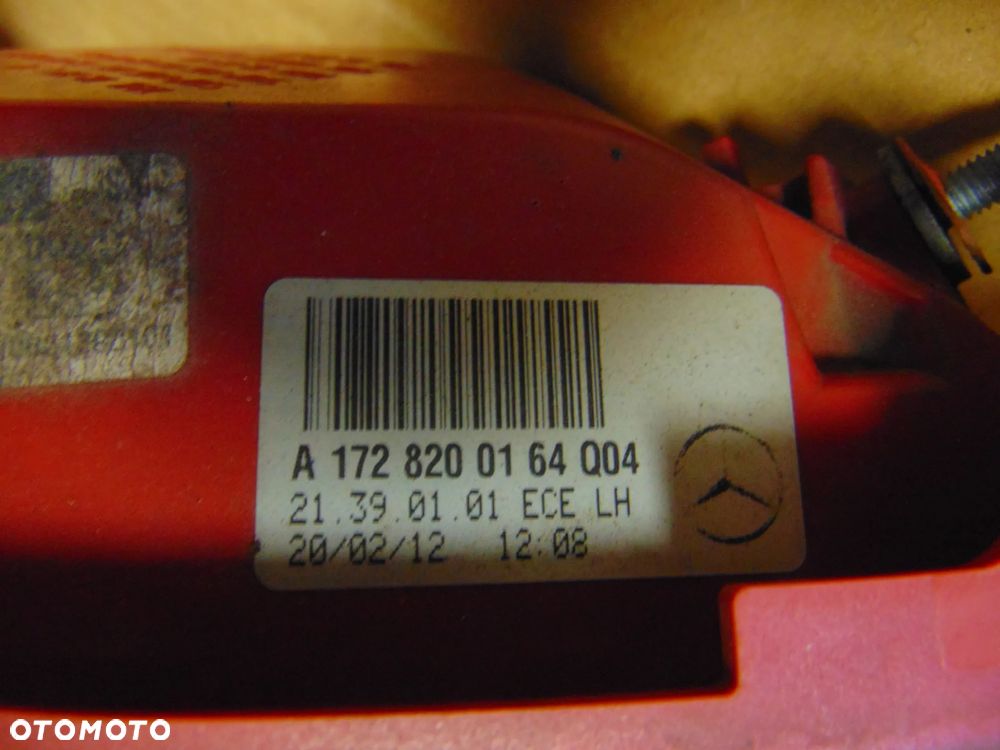 A 172 820 01 64 Q04
21.39.01.01 ECE LH
20/02/12 12:08
OTOMOTO